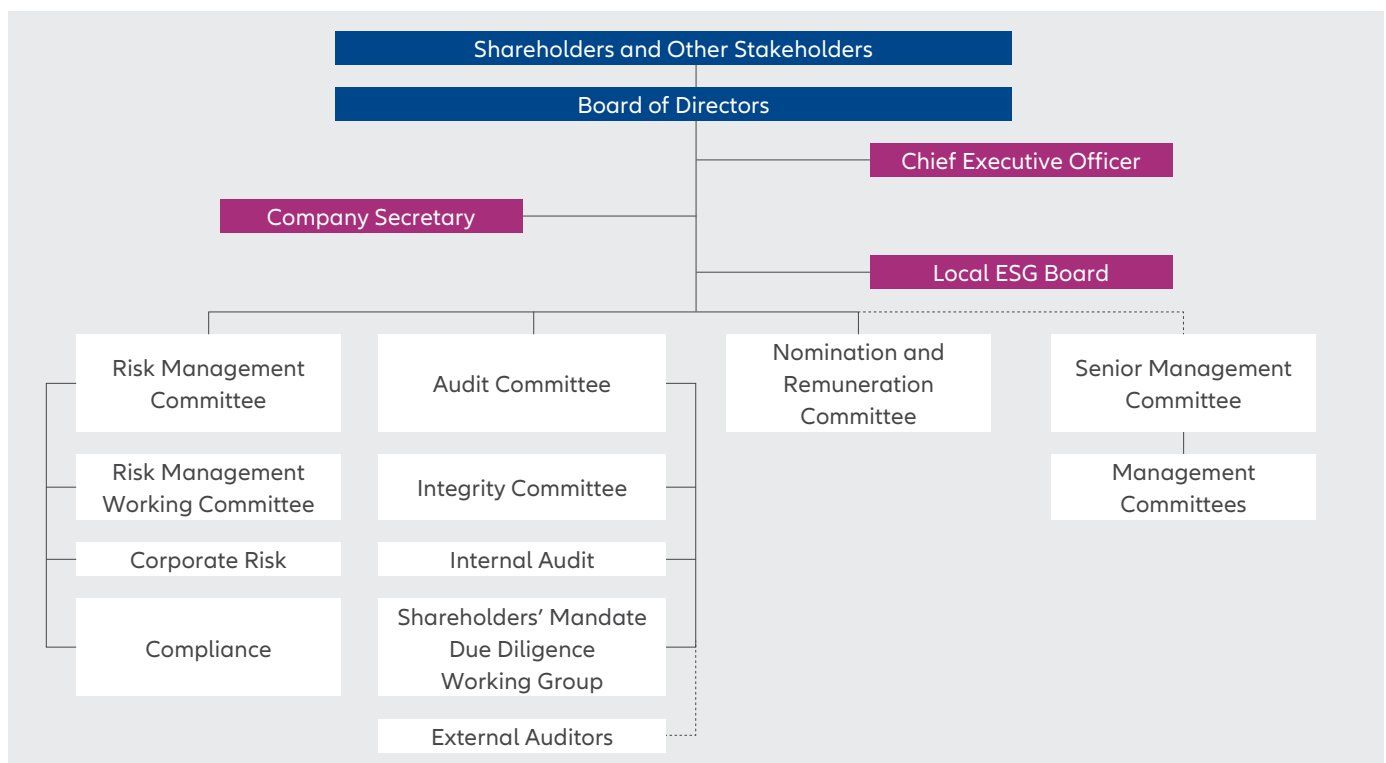 Shareholders and Other Stakeholders
Board of Directors
Chief Executive Officer
Company Secretary
Local ESG Board
Risk Management
Committee
Audit Committee
Nomination and
Remuneration
Committee
Senior Management
Committee
Risk Management
Working Committee
Integrity Committee
Management
Committees
Corporate Risk
Internal Audit
Compliance
Shareholders’ Mandate
Due Diligence
Working Group
External Auditors